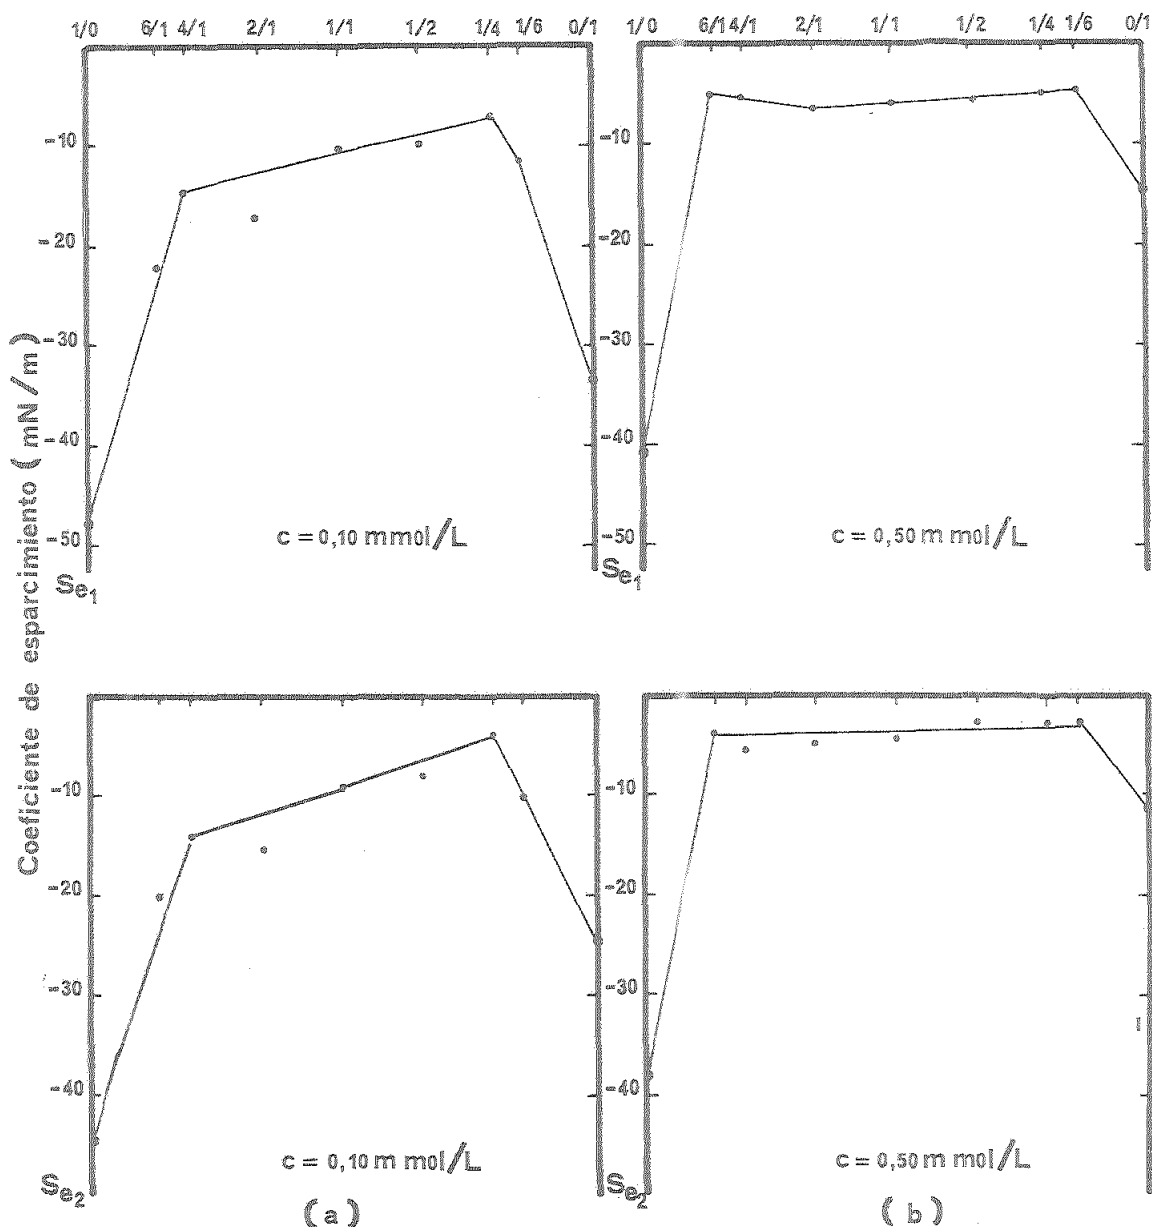 1/0 6/1 4/1 2/1 1/1 1/2 1/4 1/6 0/1
1/0 6/1 4/1 2/1 1/1 1/2 1/4 1/6 0/1
Coeficiente de esparcimiento ( mN/m )
-10
-20
-30
-40
-50
Se1
c = 0,10 mmol/L
-10
-20
-30
-40
-50
Se1
c = 0,50 m mol/L
-10
-20
-30
-40
Se2
c = 0,10 m mol/L
( a )
-10
-20
-30
-40
Se2
c = 0,50 m mol/L
( b )